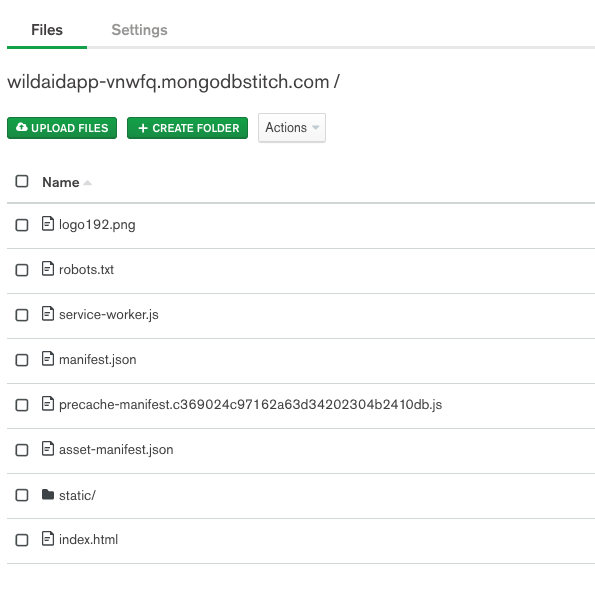 Files Settings
wildaidapp-vnwfq.mongodbstitch.com /
UPLOAD FILES + CREATE FOLDER Actions
Name
logo192.png
robots.txt
service-worker.js
manifest.json
precache-manifest.c369024c97162a63d34202304b2410db.js
asset-manifest.json
static/
index.html